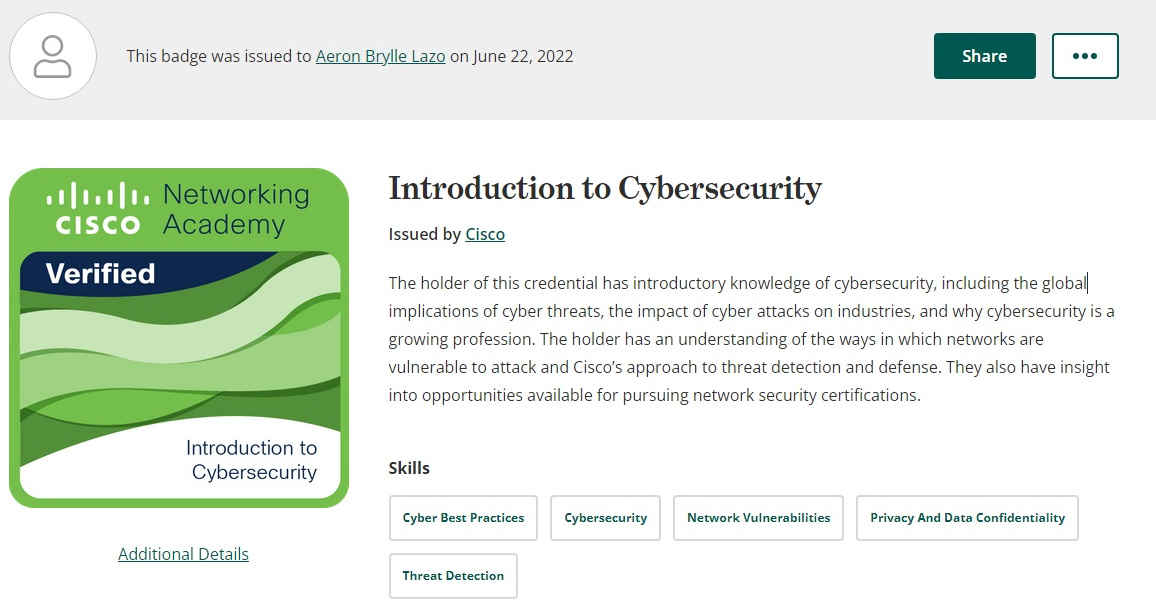 This badge was issued to Aeron Brylle Lazo on June 22, 2022
Share
CISCO
Networking
Academy
Verified
Introduction to
Cybersecurity
Additional Details
Introduction to Cybersecurity
Issued by Cisco
The holder of this credential has introductory knowledge of cybersecurity, including the global
implications of cyber threats, the impact of cyber attacks on industries, and why cybersecurity is a
growing profession. The holder has an understanding of the ways in which networks are
vulnerable to attack and Cisco’s approach to threat detection and defense. They also have insight
into opportunities available for pursuing network security certifications.
Skills
Cyber Best Practices
Cybersecurity
Network Vulnerabilities
Privacy And Data Confidentiality
Threat Detection